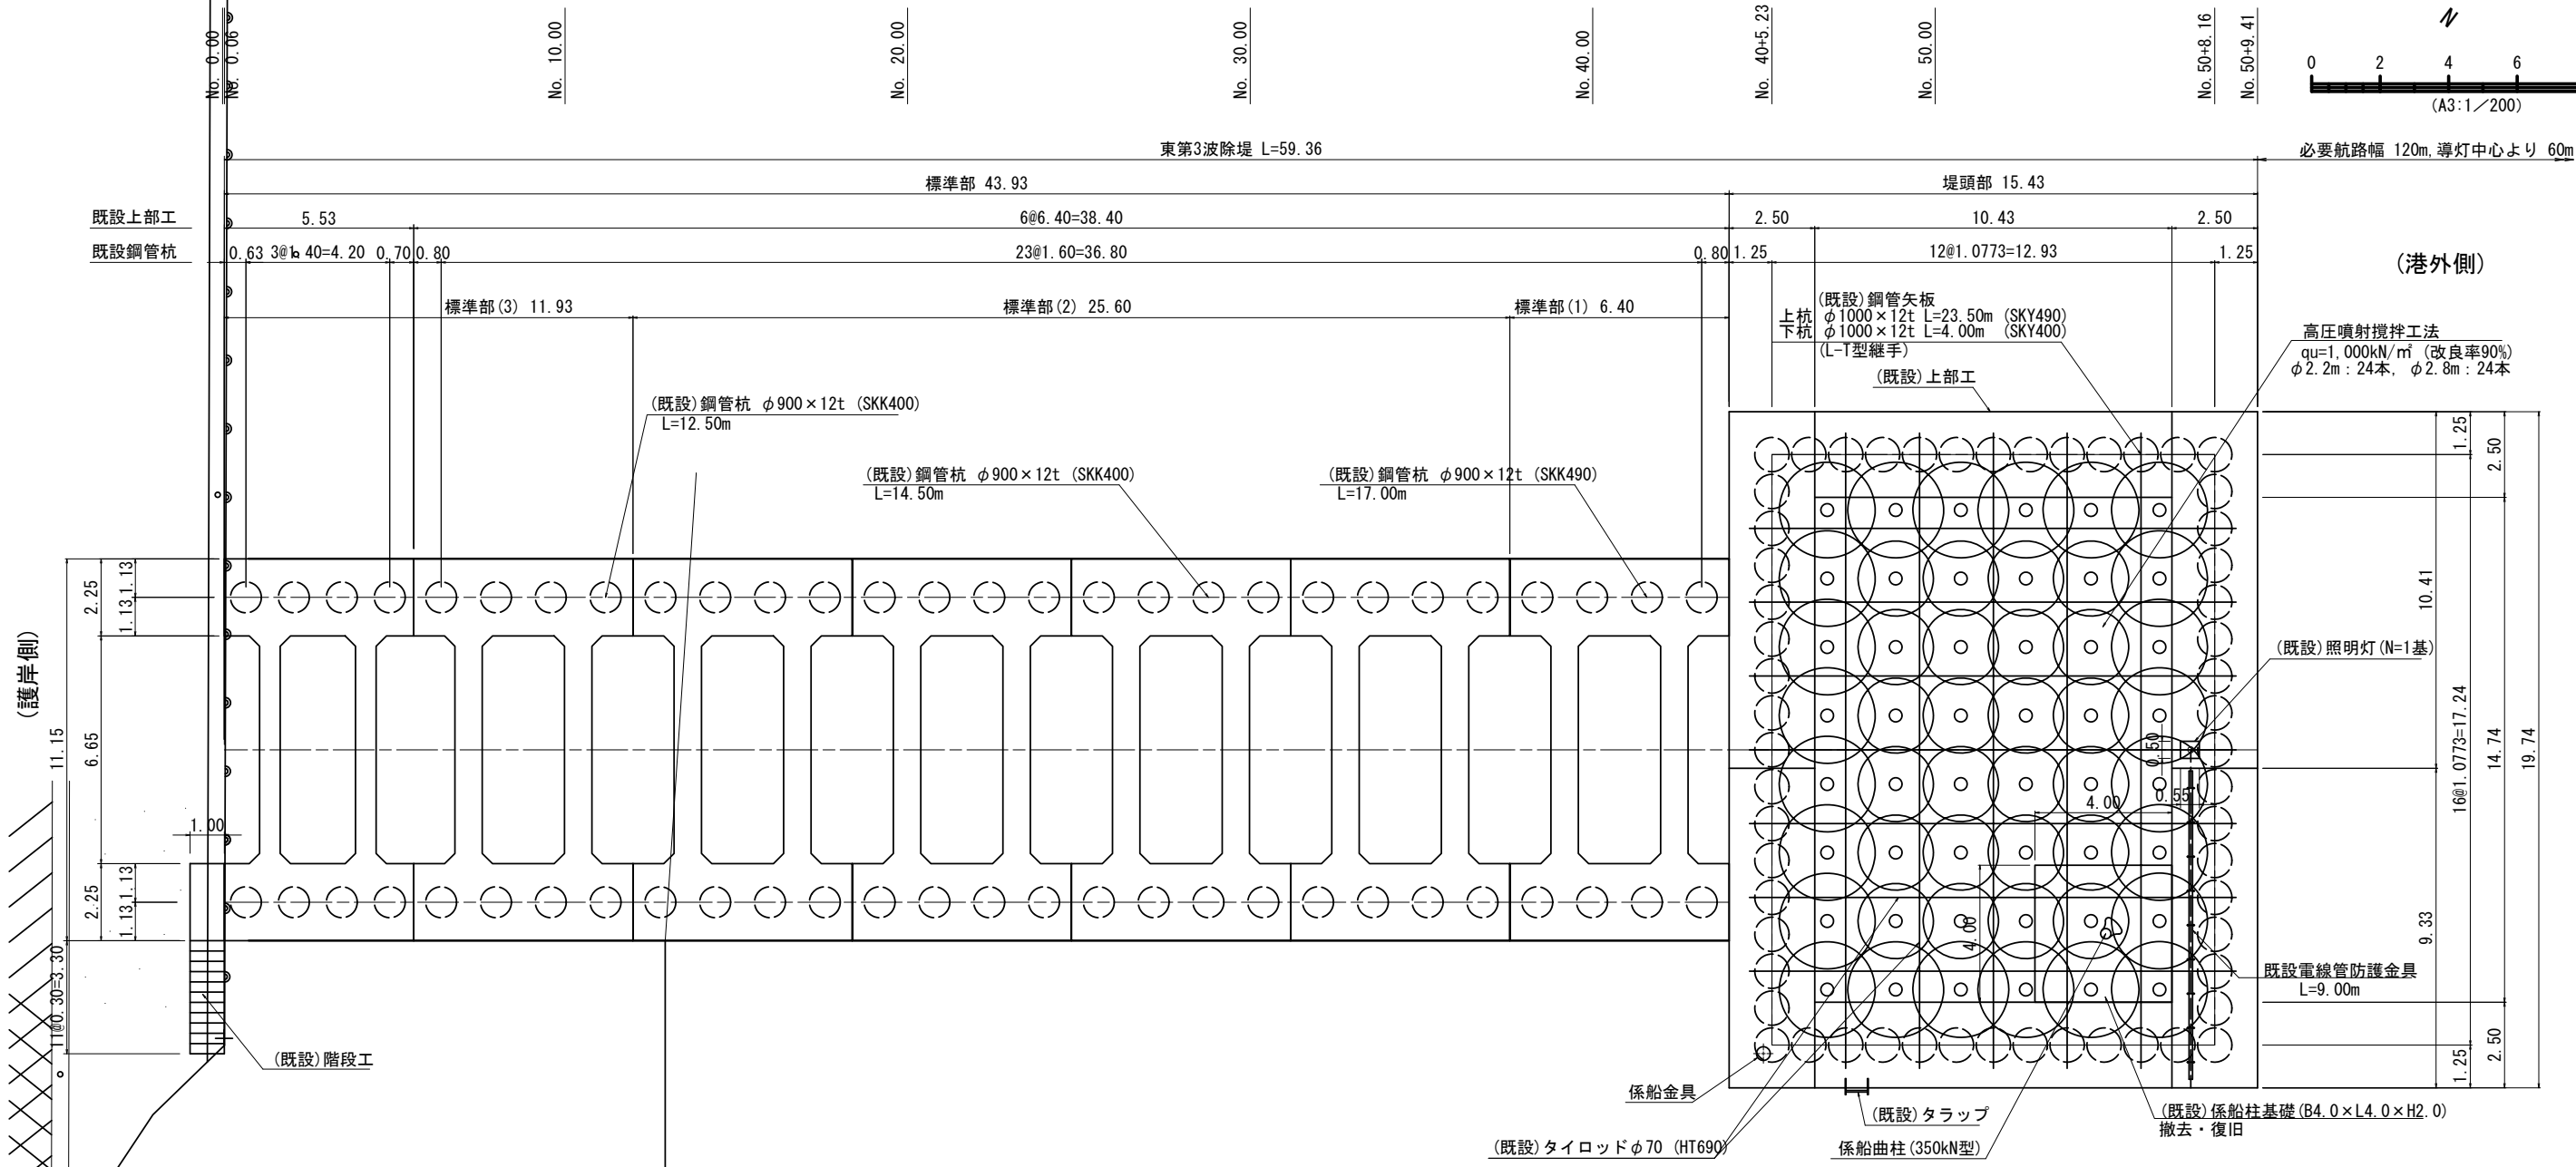 No. 0.00
No. 0.06
No. 10.00
No. 20.00
No. 30.00
No. 40.00
No. 40+5.23
No. 50.00
No. 50+8.16
No. 50+9.41
N
0 2 4 6
(A3:1／200)
東第3波除堤 L=59.36
必要航路幅 120m,導灯中心より 60m
標準部 43.93
堤頭部 15.43
既設上部工
5.53
6@6.40=38.40
2.50
10.43
2.50
既設鋼管杭
0.63
3@1.40=4.20
0.70
0.80
23@1.60=36.80
0.80
1.25
12@1.0773=12.93
1.25
(港外側)
標準部(3) 11.93
標準部(2) 25.60
標準部(1) 6.40
(既設)鋼管矢板
上杭 φ1000×12t L=23.50m (SKY490)
下杭 φ1000×12t L=4.00m (SKY400)
(L-T型継手)
高圧噴射撹拌工法
qu=1,000kN/㎡ (改良率90%)
φ2.2m：24本, φ2.8m：24本
(既設)上部工
(既設)鋼管杭 φ900×12t (SKK400)
L=12.50m
(既設)鋼管杭 φ900×12t (SKK400)
L=14.50m
(既設)鋼管杭 φ900×12t (SKK490)
L=17.00m
1.25
2.50
10.41
16@1.0773=17.24
14.74
19.74
9.33
1.25
2.50
(護岸側)
11.15
2.25
1.13
1.13
6.65
2.25
1.13
1.13
1.00
11@0.30=3.30
(既設)照明灯(N=1基)
0.50
0.55
4.00
4.00
既設電線管防護金具
L=9.00m
(既設)階段工
係船金具
(既設)タラップ
(既設)係船柱基礎(B4.0×L4.0×H2.0)
撤去・復旧
(既設)タイロッドφ70 (HT690)
係船曲柱(350kN型)